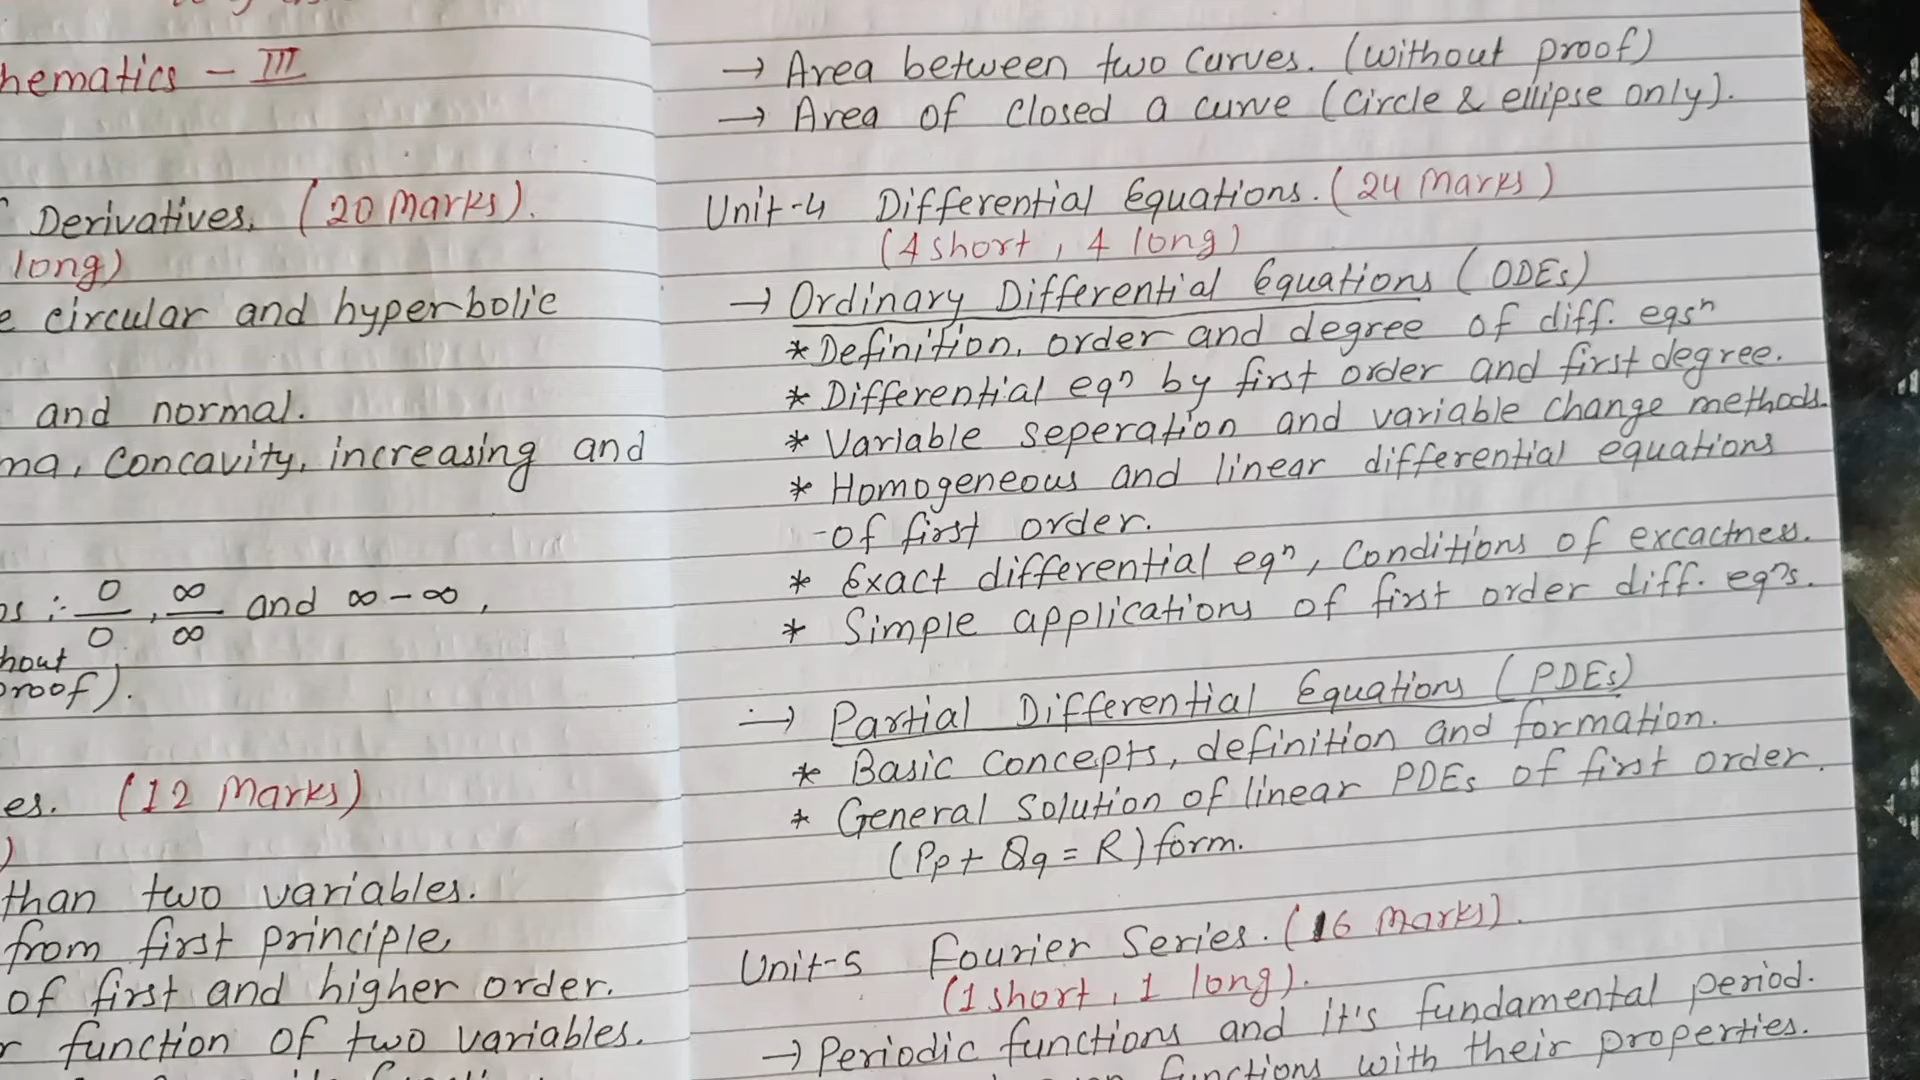 hematics - III
Derivatives. (20 Marks).
long)
e circular and hyperbolic
and normal.
ma, Concavity, increasing and
os : 0/0, ∞/∞ and ∞ - ∞,
hout
proof).
es. (12 Marks)
)
than two variables.
from first principle,
of first and higher order.
r function of two variables.
→ Area between two curves. (without proof)
→ Area of closed a curve (circle & ellipse only).
Unit-4 Differential Equations. (24 Marks)
(4 short, 4 long)
→ Ordinary Differential Equations (ODEs)
* Definition, order and degree of diff. eqsⁿ
* Differential eqⁿ by first order and first degree.
* Variable seperation and variable change methods.
* Homogeneous and linear differential equations
-of first order.
* Exact differential eqⁿ, Conditions of excactness.
* Simple applications of first order diff. eqⁿs.
→ Partial Differential Equations (PDEs)
* Basic Concepts, definition and formation.
* General Solution of linear PDEs of first order.
(Pp + Qq = R) form.
Unit-5 Fourier Series. (16 Marks).
(1 short, 1 long).
→ Periodic functions and it's fundamental period.
functions with their properties.